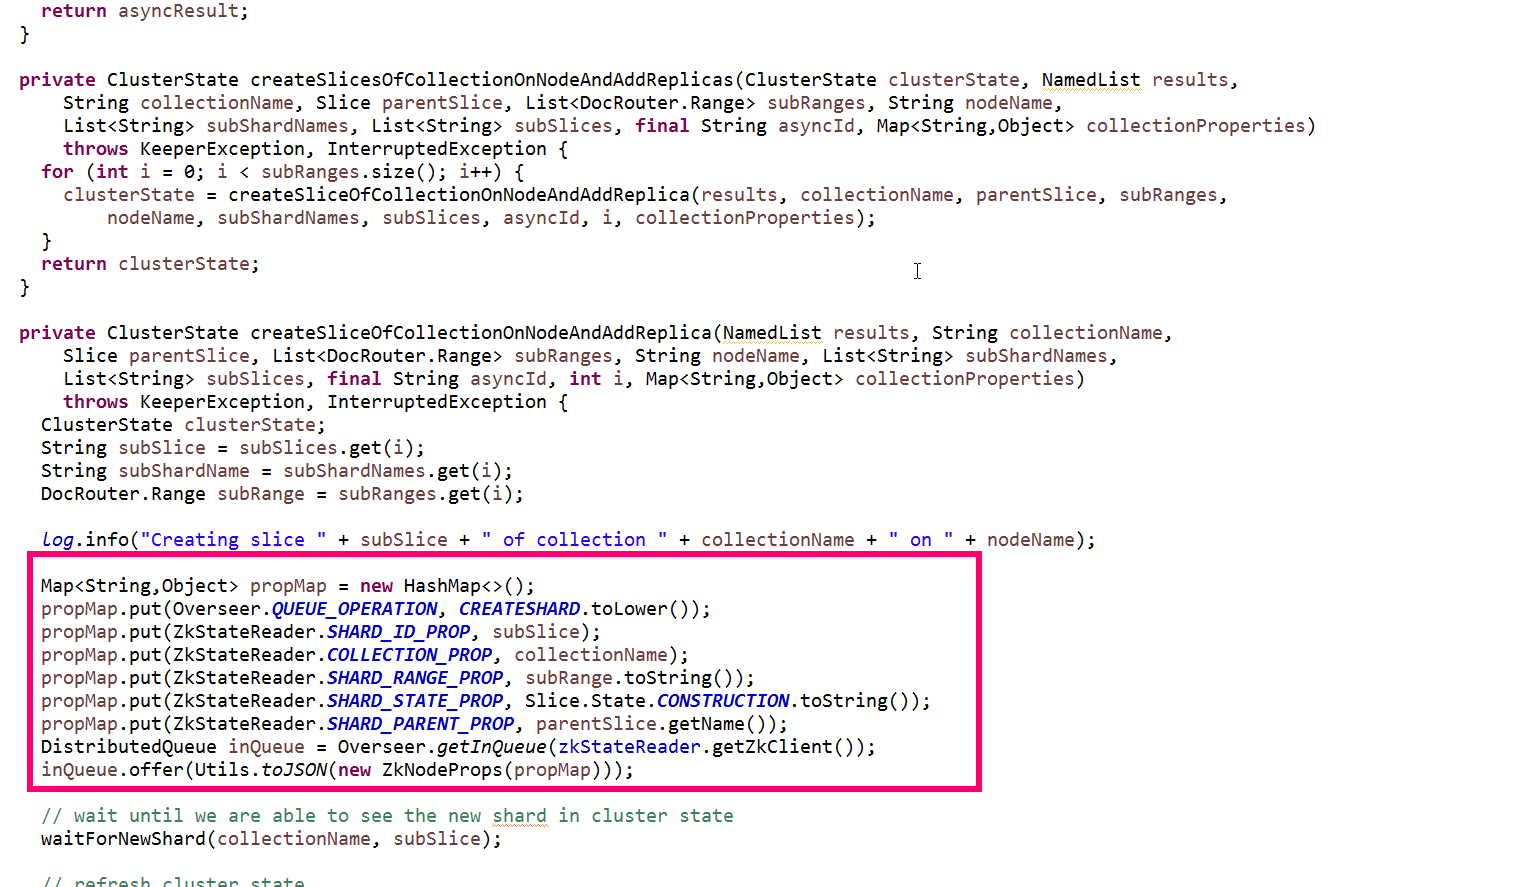 return asyncResult;
}
private ClusterState createSlicesOfCollectionOnNodeAndAddReplicas(ClusterState clusterState, NamedList results,
String collectionName, Slice parentSlice, List<DocRouter.Range> subRanges, String nodeName,
List<String> subShardNames, List<String> subSlices, final String asyncId, Map<String,Object> collectionProperties)
throws KeeperException, InterruptedException {
for (int i = 0; i < subRanges.size(); i++) {
clusterState = createSliceOfCollectionOnNodeAndAddReplica(results, collectionName, parentSlice, subRanges,
nodeName, subShardNames, subSlices, asyncId, i, collectionProperties);
}
return clusterState;
}
private ClusterState createSliceOfCollectionOnNodeAndAddReplica(NamedList results, String collectionName,
Slice parentSlice, List<DocRouter.Range> subRanges, String nodeName, List<String> subShardNames,
List<String> subSlices, final String asyncId, int i, Map<String,Object> collectionProperties)
throws KeeperException, InterruptedException {
ClusterState clusterState;
String subSlice = subSlices.get(i);
String subShardName = subShardNames.get(i);
DocRouter.Range subRange = subRanges.get(i);
log.info("Creating slice " + subSlice + " of collection " + collectionName + " on " + nodeName);
Map<String,Object> propMap = new HashMap<>();
propMap.put(Overseer.QUEUE_OPERATION, CREATESHARD.toLower());
propMap.put(ZkStateReader.SHARD_ID_PROP, subSlice);
propMap.put(ZkStateReader.COLLECTION_PROP, collectionName);
propMap.put(ZkStateReader.SHARD_RANGE_PROP, subRange.toString());
propMap.put(ZkStateReader.SHARD_STATE_PROP, Slice.State.CONSTRUCTION.toString());
propMap.put(ZkStateReader.SHARD_PARENT_PROP, parentSlice.getName());
DistributedQueue inQueue = Overseer.getInQueue(zkStateReader.getZkClient());
inQueue.offer(Utils.toJSON(new ZkNodeProps(propMap)));
// wait until we are able to see the new shard in cluster state
waitForNewShard(collectionName, subSlice);
// refresh cluster state